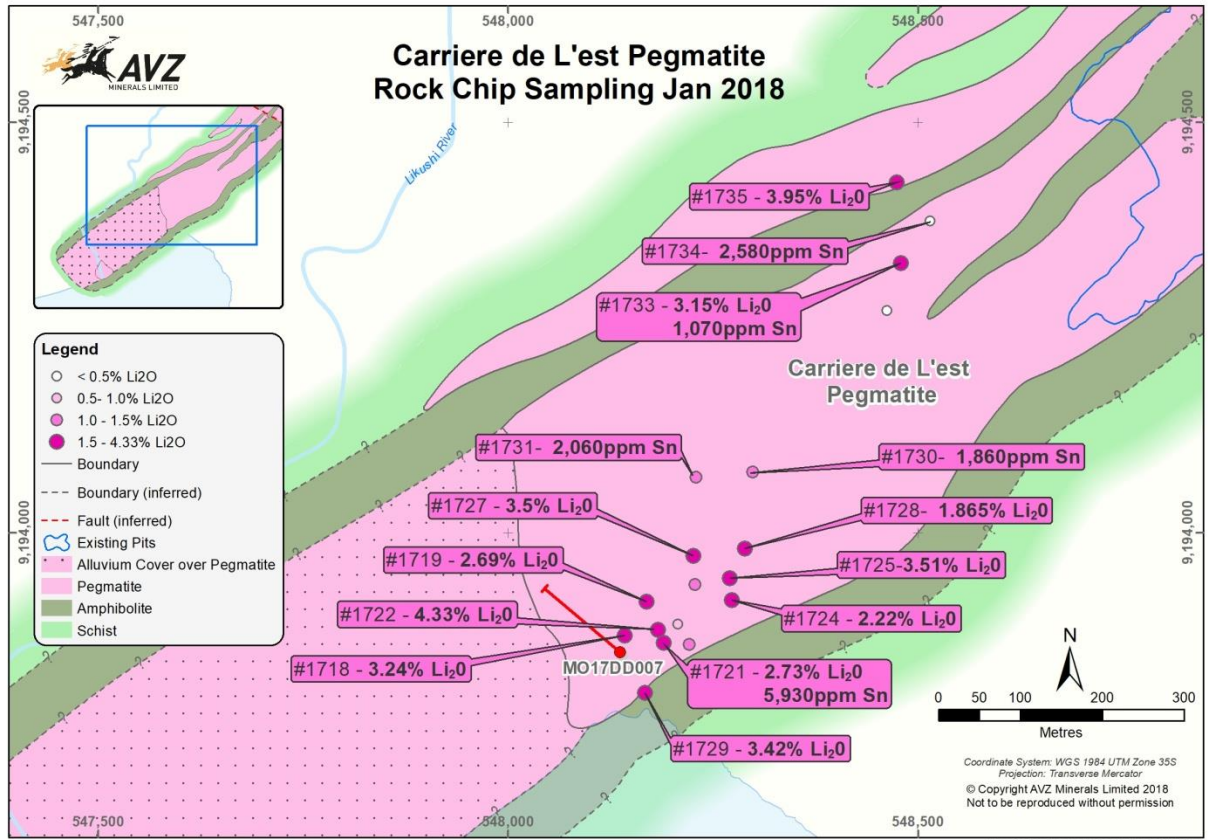 547,500
548,000
548,500
AVZ
MINERALS LIMITED
Carriere de L'est Pegmatite
Rock Chip Sampling Jan 2018
9,194,500
9,194,500
Likushi River
#1735 - 3.95% Li₂0
#1734- 2,580ppm Sn
#1733 - 3.15% Li₂0
1,070ppm Sn
Carriere de L'est
Pegmatite
Legend
< 0.5% Li2O
0.5- 1.0% Li2O
1.0 - 1.5% Li2O
1.5 - 4.33% Li2O
Boundary
Boundary (inferred)
Fault (inferred)
Existing Pits
Alluvium Cover over Pegmatite
Pegmatite
Amphibolite
Schist
#1731- 2,060ppm Sn
#1730- 1,860ppm Sn
#1727 - 3.5% Li₂0
#1728- 1.865% Li₂0
9,194,000
9,194,000
#1719 - 2.69% Li₂0
#1725-3.51% Li₂0
#1722 - 4.33% Li₂0
#1724 - 2.22% Li₂0
#1718 - 3.24% Li₂0
MO17DD007
#1721 - 2.73% Li₂0
5,930ppm Sn
#1729 - 3.42% Li₂0
N
0 50 100 200 300
Metres
Coordinate System: WGS 1984 UTM Zone 35S
Projection: Transverse Mercator
© Copyright AVZ Minerals Limited 2018
Not to be reproduced without permission
547,500
548,000
548,500